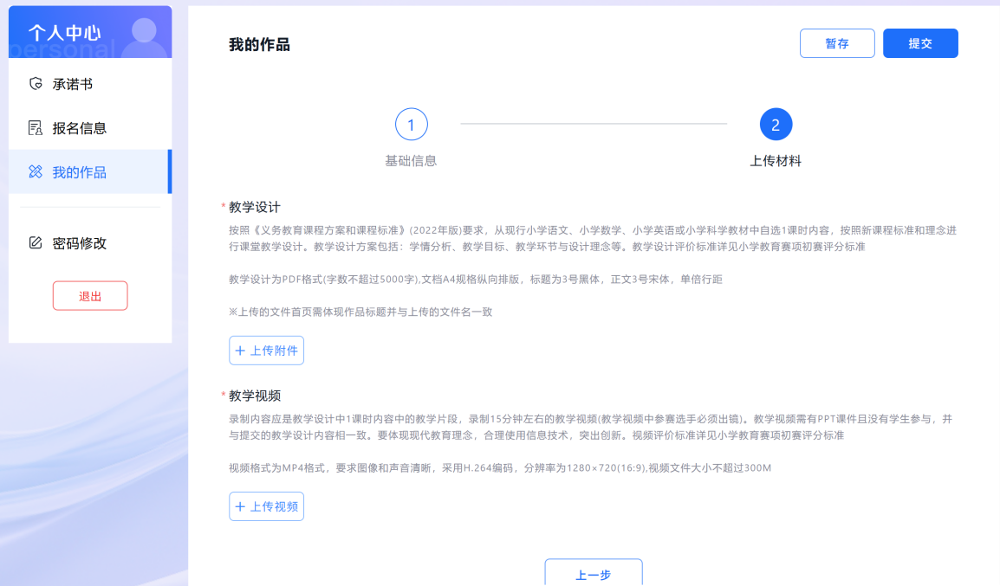 个人中心
personal
承诺书
报名信息
我的作品
密码修改
退出
我的作品
暂存
提交
1
2
基础信息
上传材料
*教学设计
按照《义务教育课程方案和课程标准》(2022年版)要求，从现行小学语文、小学数学、小学英语或小学科学教材中自选1课时内容，按照新课程标准和理念进
行课堂教学设计。教学设计方案包括：学情分析、教学目标、教学环节与设计理念等。教学设计评价标准详见小学教育赛项初赛评分标准
教学设计为PDF格式(字数不超过5000字),文档A4规格纵向排版，标题为3号黑体，正文3号宋体，单倍行距
※上传的文件首页需体现作品标题并与上传的文件名一致
+ 上传附件
*教学视频
录制内容应是教学设计中1课时内容中的教学片段，录制15分钟左右的教学视频(教学视频中参赛选手必须出镜)。教学视频需有PPT课件且没有学生参与，并
与提交的教学设计内容相一致。要体现现代教育理念，合理使用信息技术，突出创新。视频评价标准详见小学教育赛项初赛评分标准
视频格式为MP4格式，要求图像和声音清晰，采用H.264编码，分辨率为1280×720(16:9),视频文件大小不超过300M
+ 上传视频
上一步